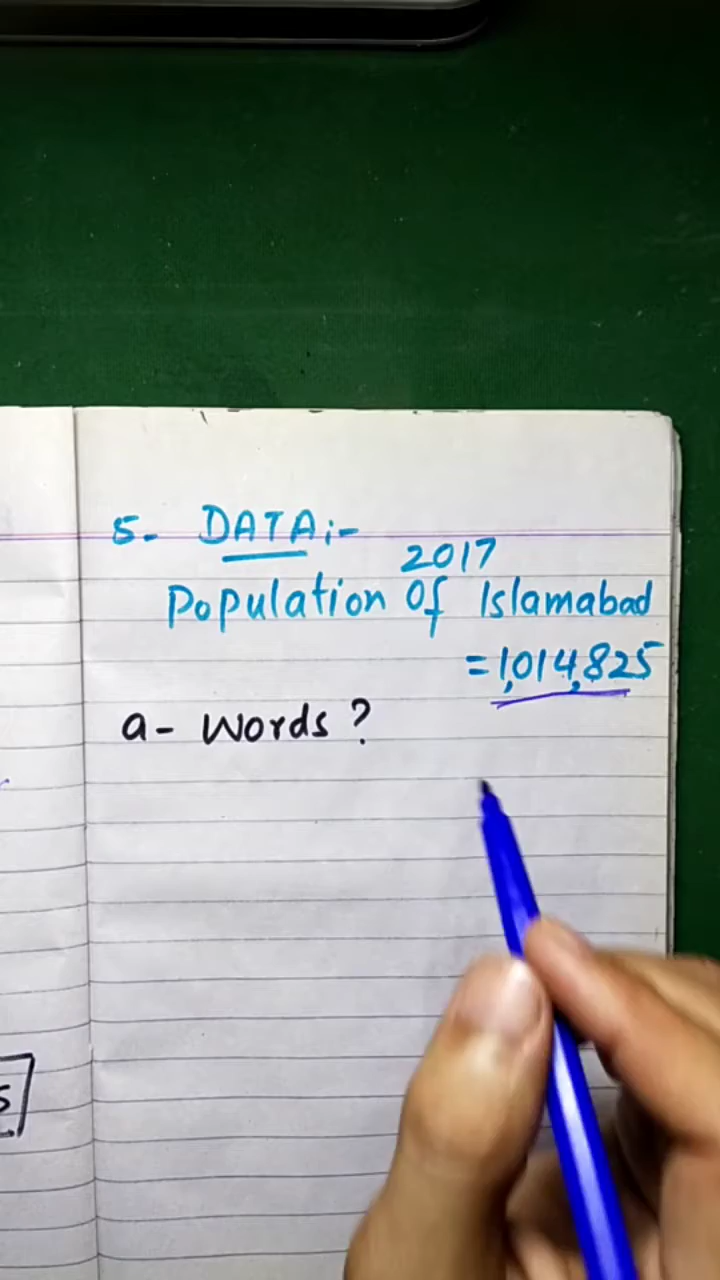 5- DATA:-
2017
Population Of Islamabad
=1,014,825
a- Words?
S